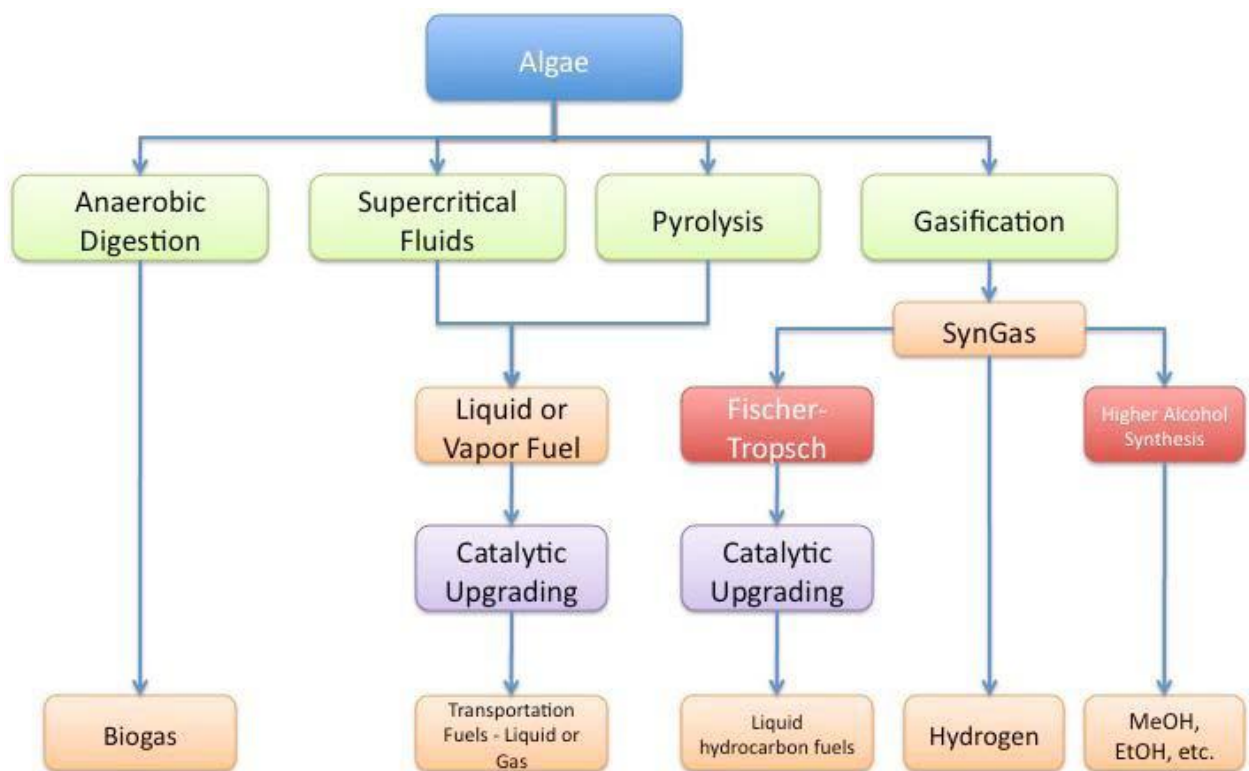 Algae
Anaerobic
Digestion
Supercritical
Fluids
Pyrolysis
Gasification
SynGas
Liquid or
Vapor Fuel
Fischer-
Tropsch
Higher Alcohol
Synthesis
Catalytic
Upgrading
Catalytic
Upgrading
Biogas
Transportation
Fuels - Liquid or
Gas
Liquid
hydrocarbon fuels
Hydrogen
MeOH,
EtOH, etc.